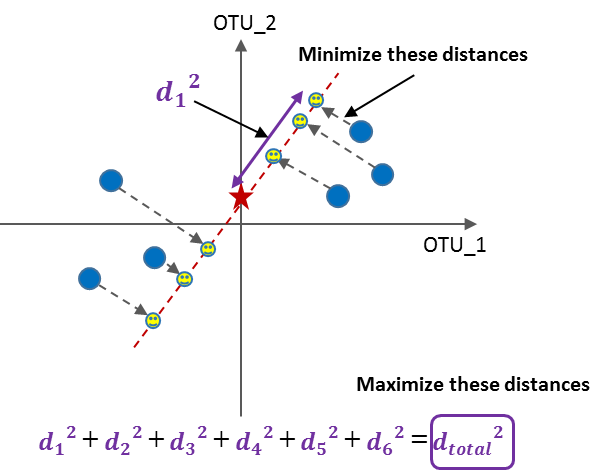 OTU_2
Minimize these distances
d₁²
OTU_1
Maximize these distances
d₁² + d₂² + d₃² + d₄² + d₅² + d₆² = d_total²